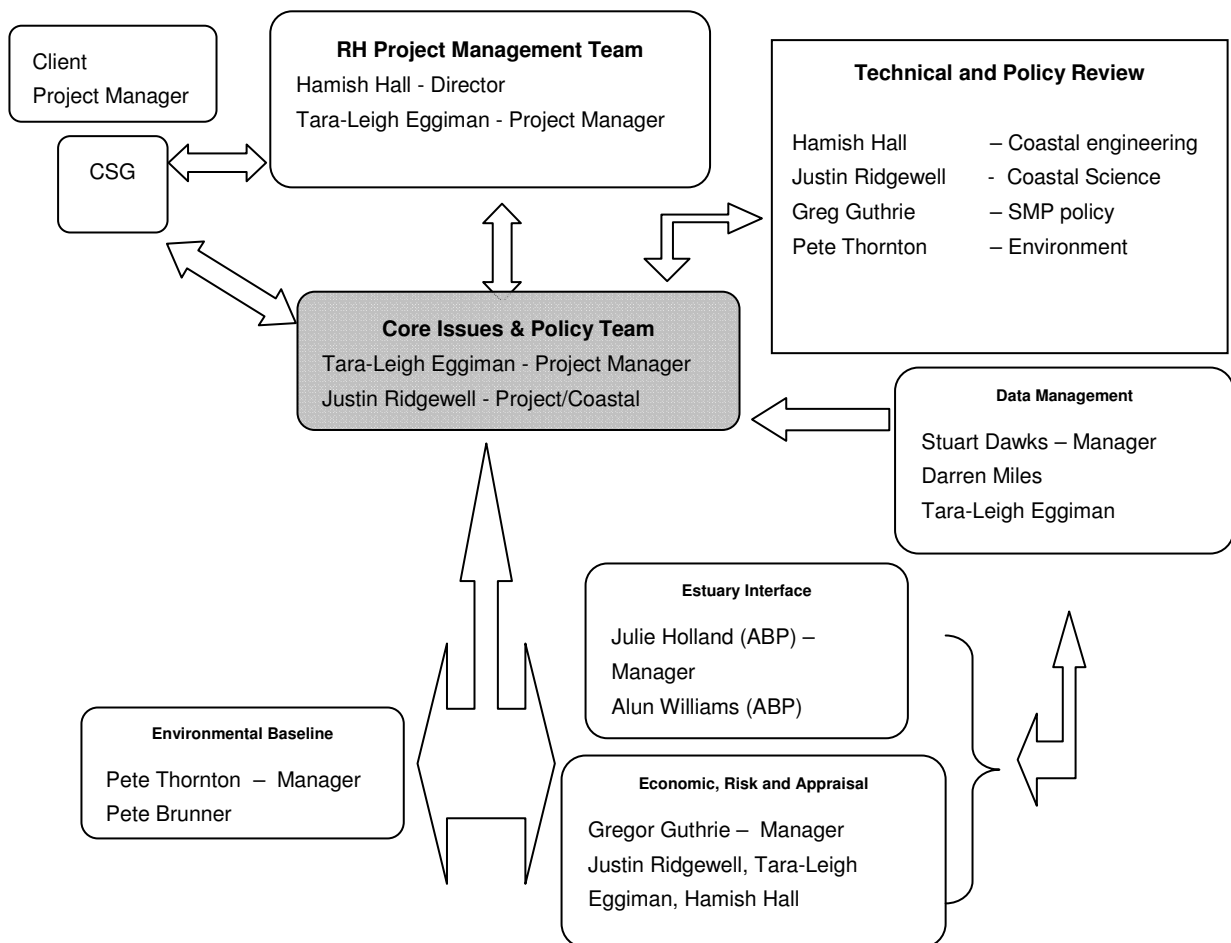 Client
Project Manager
RH Project Management Team
Hamish Hall - Director
Tara-Leigh Eggiman - Project Manager
Technical and Policy Review
Hamish Hall – Coastal engineering
Justin Ridgewell - Coastal Science
Greg Guthrie – SMP policy
Pete Thornton – Environment
CSG
Core Issues & Policy Team
Tara-Leigh Eggiman - Project Manager
Justin Ridgewell - Project/Coastal
Data Management
Stuart Dawks – Manager
Darren Miles
Tara-Leigh Eggiman
Estuary Interface
Julie Holland (ABP) –
Manager
Alun Williams (ABP)
Environmental Baseline
Pete Thornton – Manager
Pete Brunner
Economic, Risk and Appraisal
Gregor Guthrie – Manager
Justin Ridgewell, Tara-Leigh
Eggiman, Hamish Hall